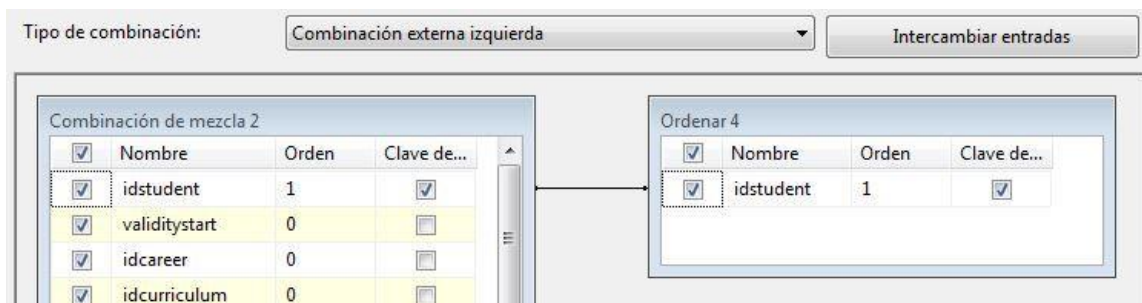 Tipo de combinación: Combinación externa izquierda Intercambiar entradas
Combinación de mezcla 2
Nombre Orden Clave de...
idstudent 1
validitystart 0
idcareer 0
idcurriculum 0
Ordenar 4
Nombre Orden Clave de...
idstudent 1